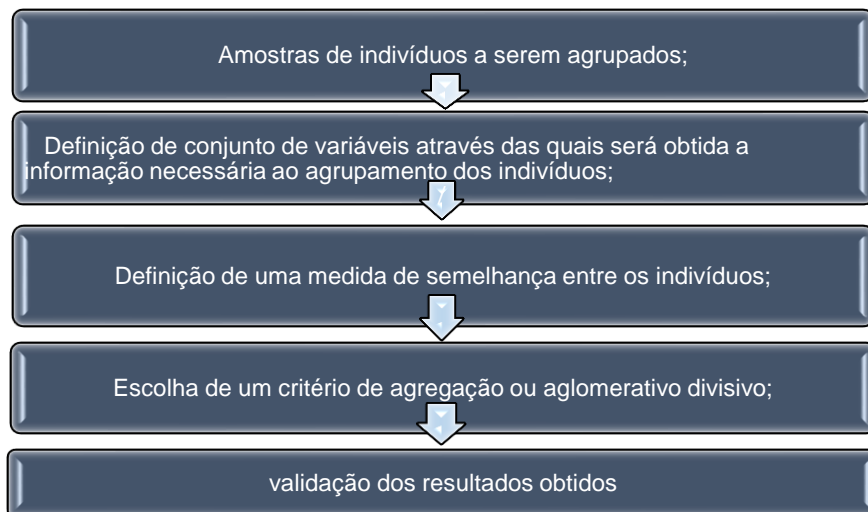 Amostras de indivíduos a serem agrupados;
Definição de conjunto de variáveis através das quais será obtida a
informação necessária ao agrupamento dos indivíduos;
Definição de uma medida de semelhança entre os indivíduos;
Escolha de um critério de agregação ou aglomerativo divisivo;
validação dos resultados obtidos